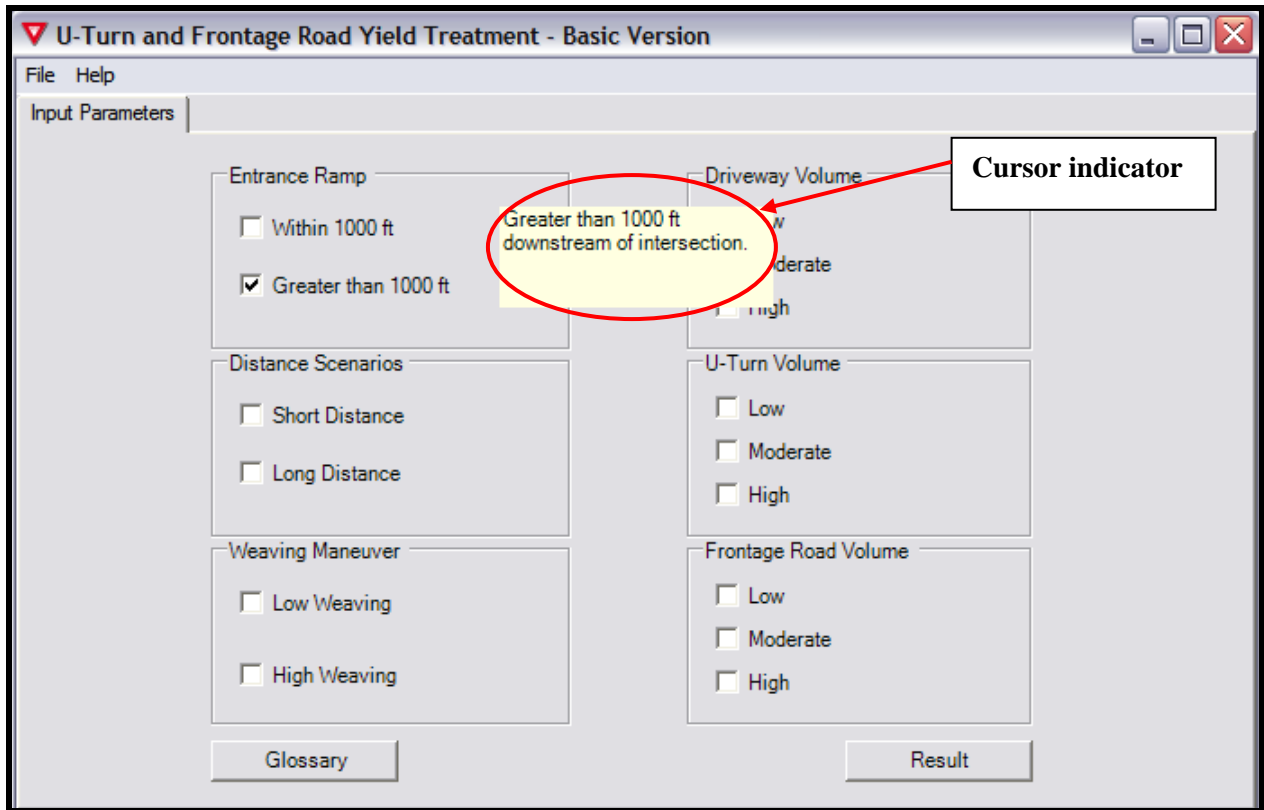 U-Turn and Frontage Road Yield Treatment - Basic Version
File Help
Input Parameters
Cursor indicator
Entrance Ramp
Within 1000 ft
Greater than 1000 ft
Greater than 1000 ft
downstream of intersection.
Distance Scenarios
Short Distance
Long Distance
Weaving Maneuver
Low Weaving
High Weaving
Glossary
Driveway Volume
High
U-Turn Volume
Low
Moderate
High
Frontage Road Volume
Low
Moderate
High
Result